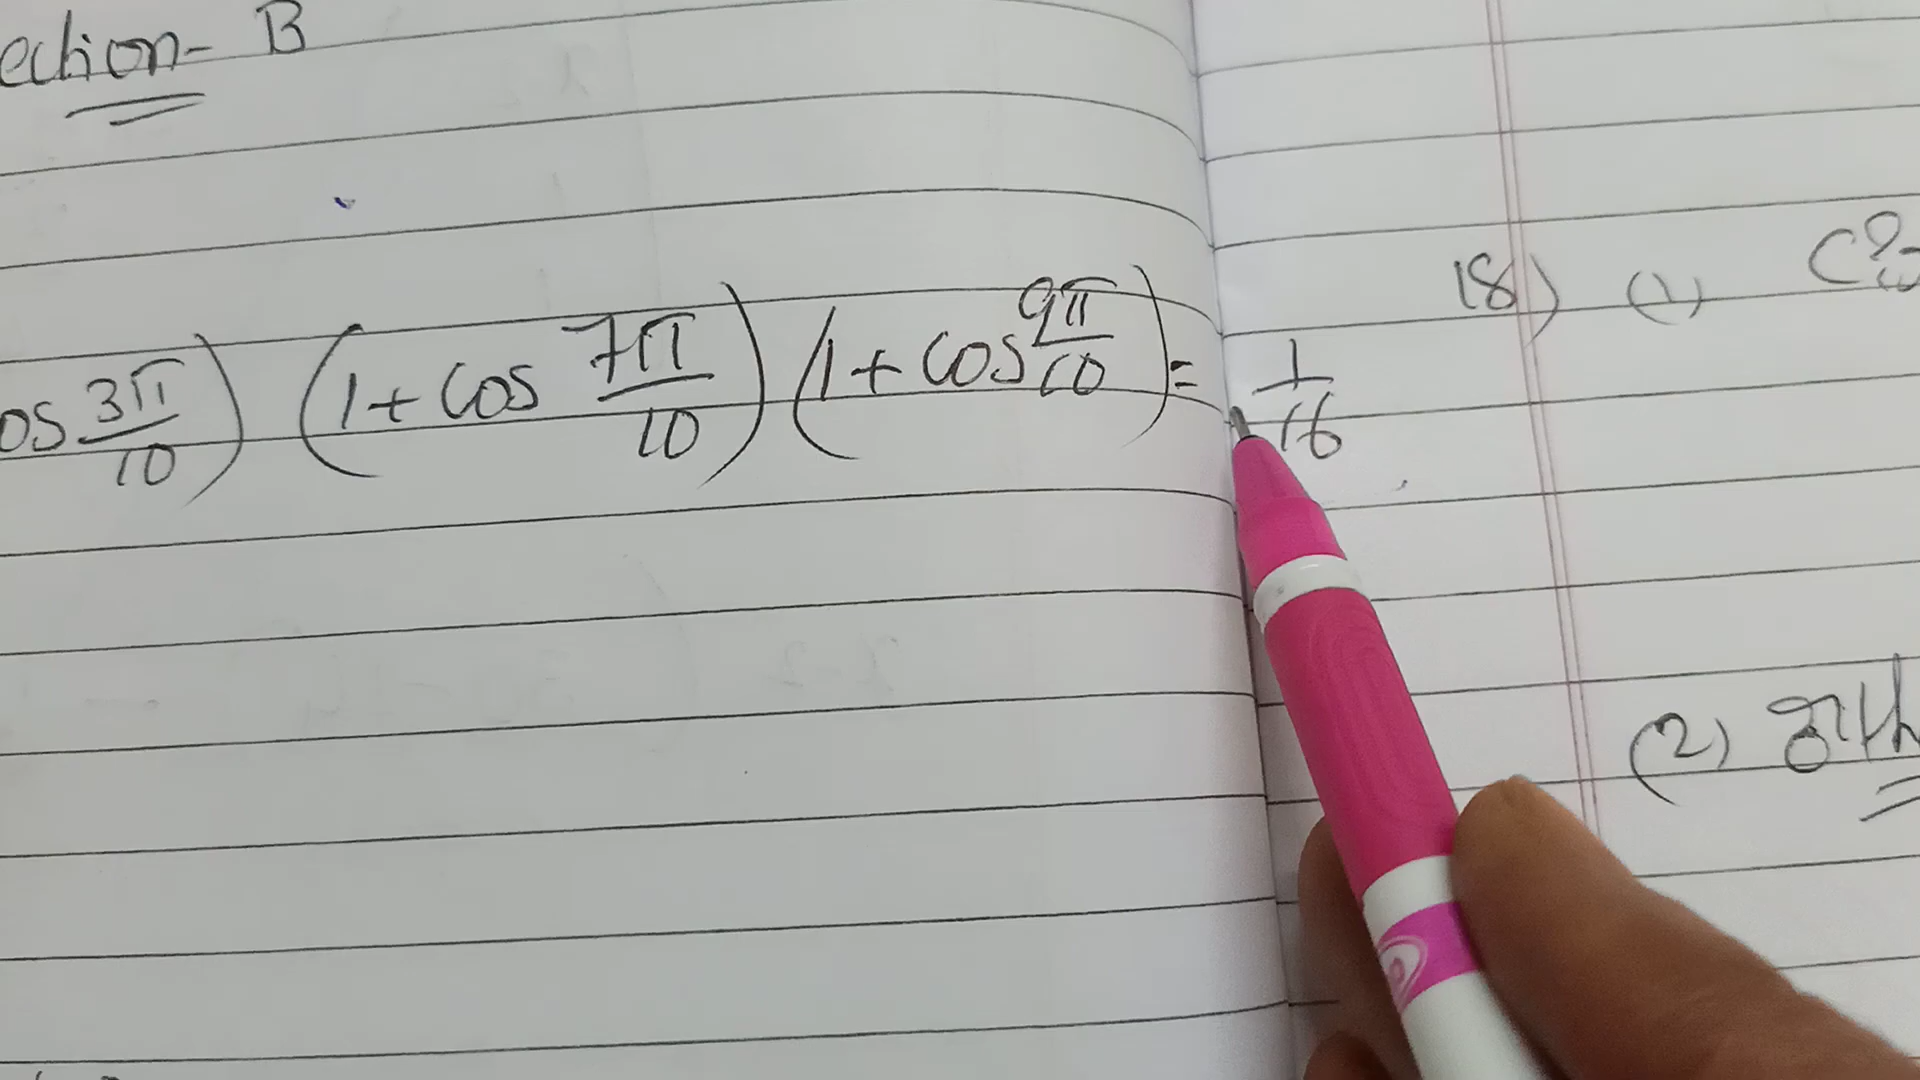 ection - B
os 3π/10) (1 + cos 7π/10) (1 + cos 9π/10) = 1/16
18) (1)
(2)